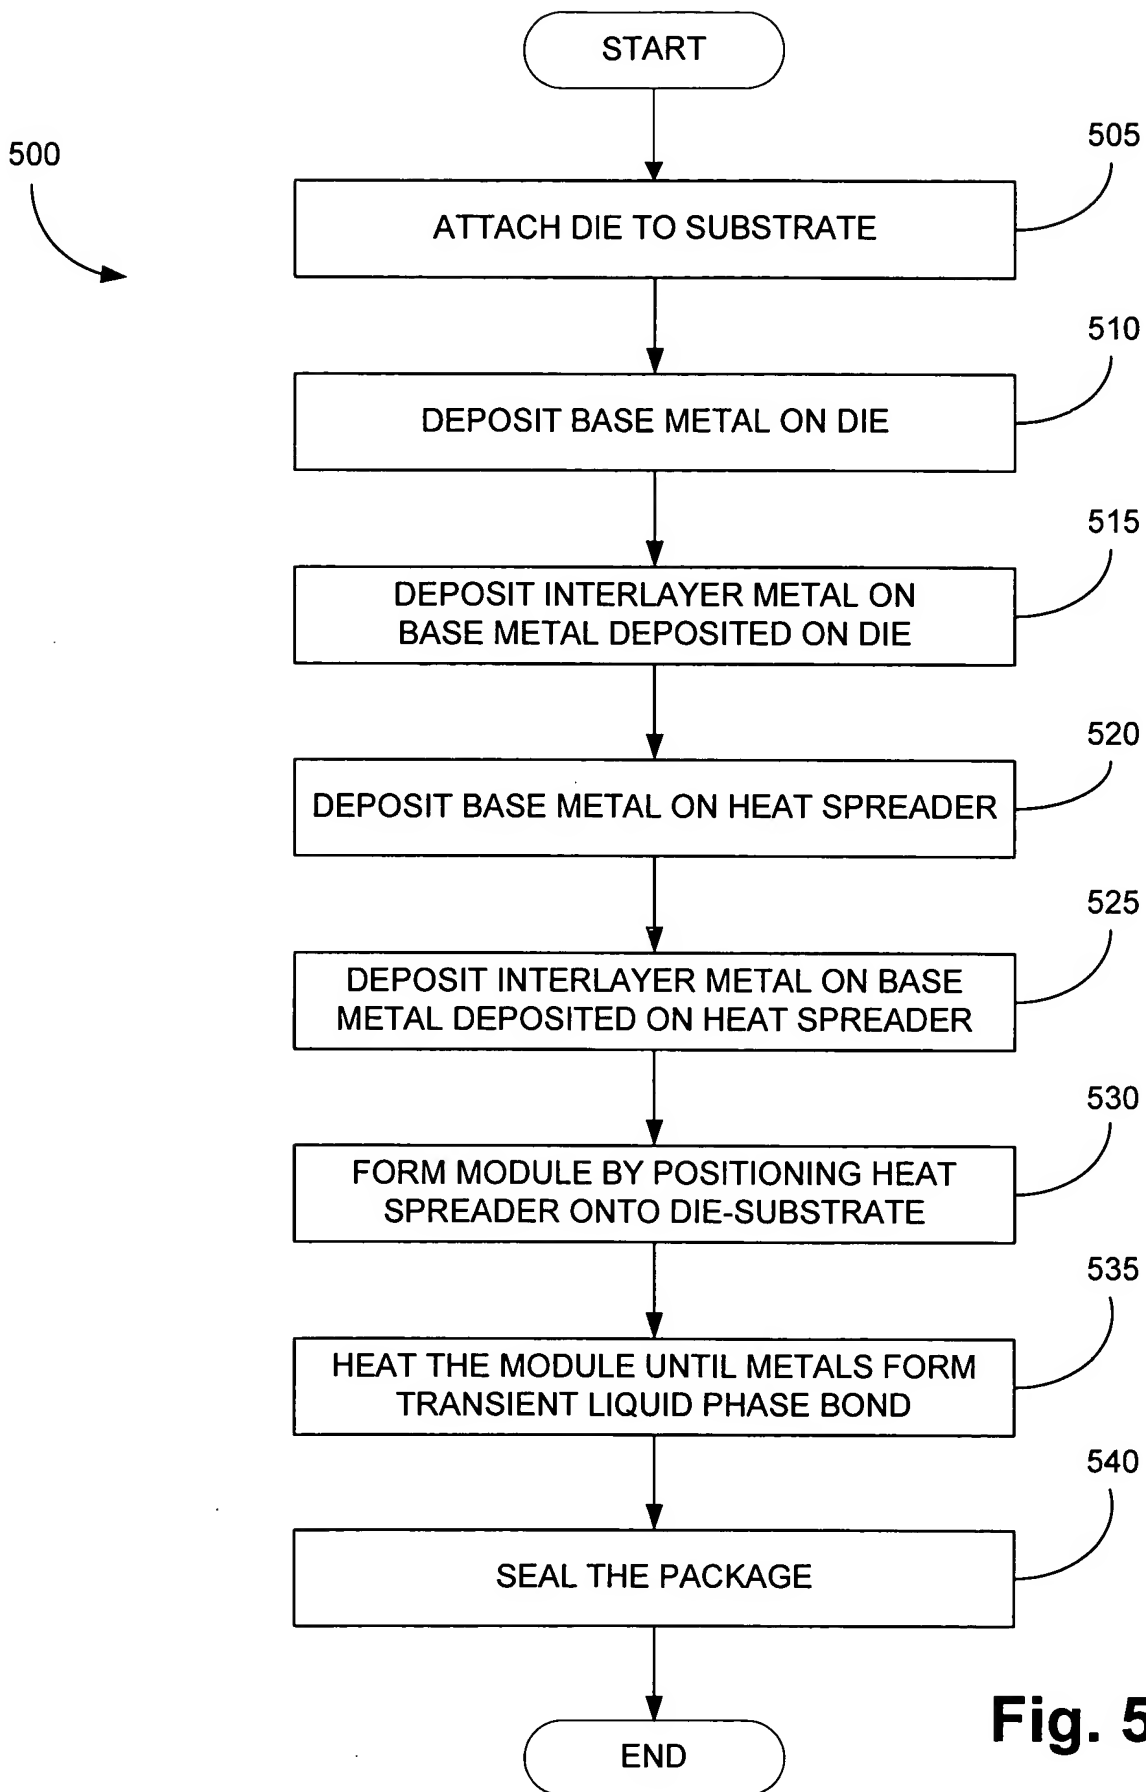 START
500
505
ATTACH DIE TO SUBSTRATE
510
DEPOSIT BASE METAL ON DIE
515
DEPOSIT INTERLAYER METAL ON
BASE METAL DEPOSITED ON DIE
520
DEPOSIT BASE METAL ON HEAT SPREADER
525
DEPOSIT INTERLAYER METAL ON BASE
METAL DEPOSITED ON HEAT SPREADER
530
FORM MODULE BY POSITIONING HEAT
SPREADER ONTO DIE-SUBSTRATE
535
HEAT THE MODULE UNTIL METALS FORM
TRANSIENT LIQUID PHASE BOND
540
SEAL THE PACKAGE
Fig. 5
END